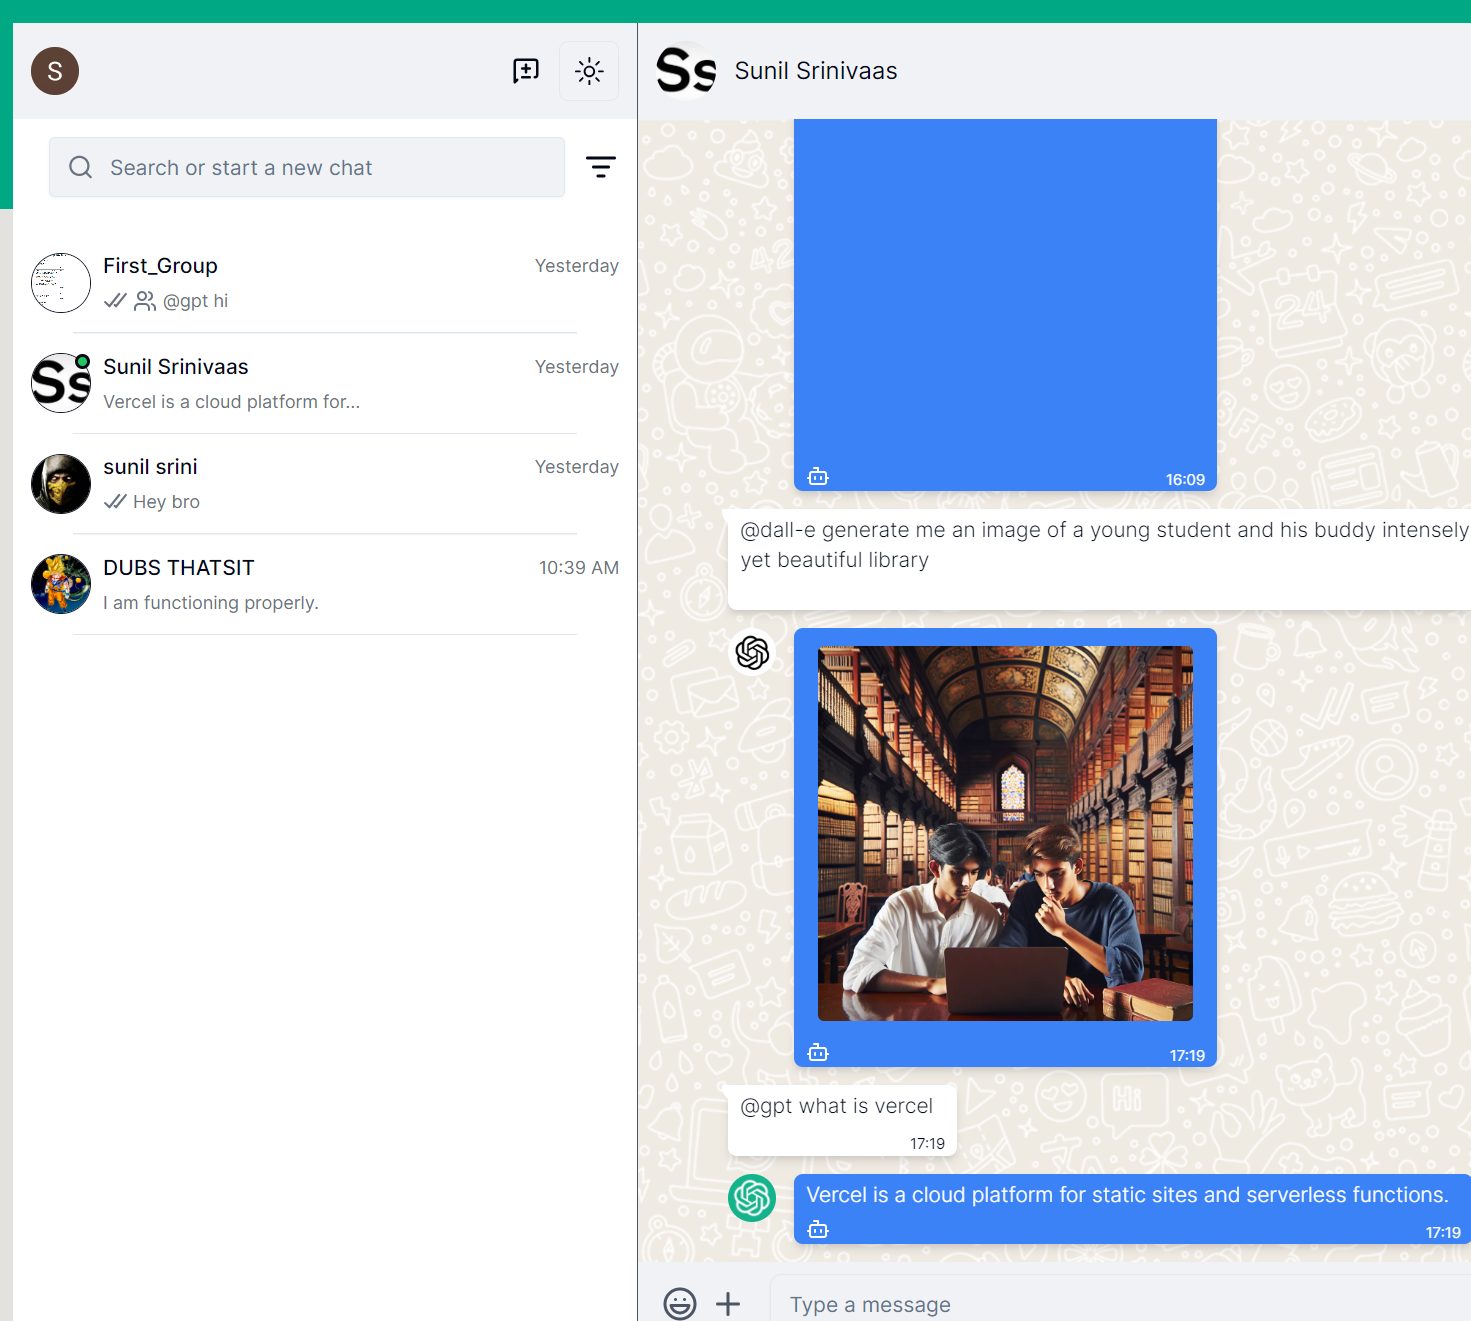 S
Search or start a new chat
First_Group
Yesterday
@gpt hi
Ss
Sunil Srinivaas
Yesterday
Vercel is a cloud platform for...
sunil srini
Yesterday
Hey bro
DUBS THATSIT
10:39 AM
I am functioning properly.
Ss
Sunil Srinivaas
16:09
@dall-e generate me an image of a young student and his buddy intensely
yet beautiful library
17:19
@gpt what is vercel
17:19
Vercel is a cloud platform for static sites and serverless functions.
17:19
Type a message